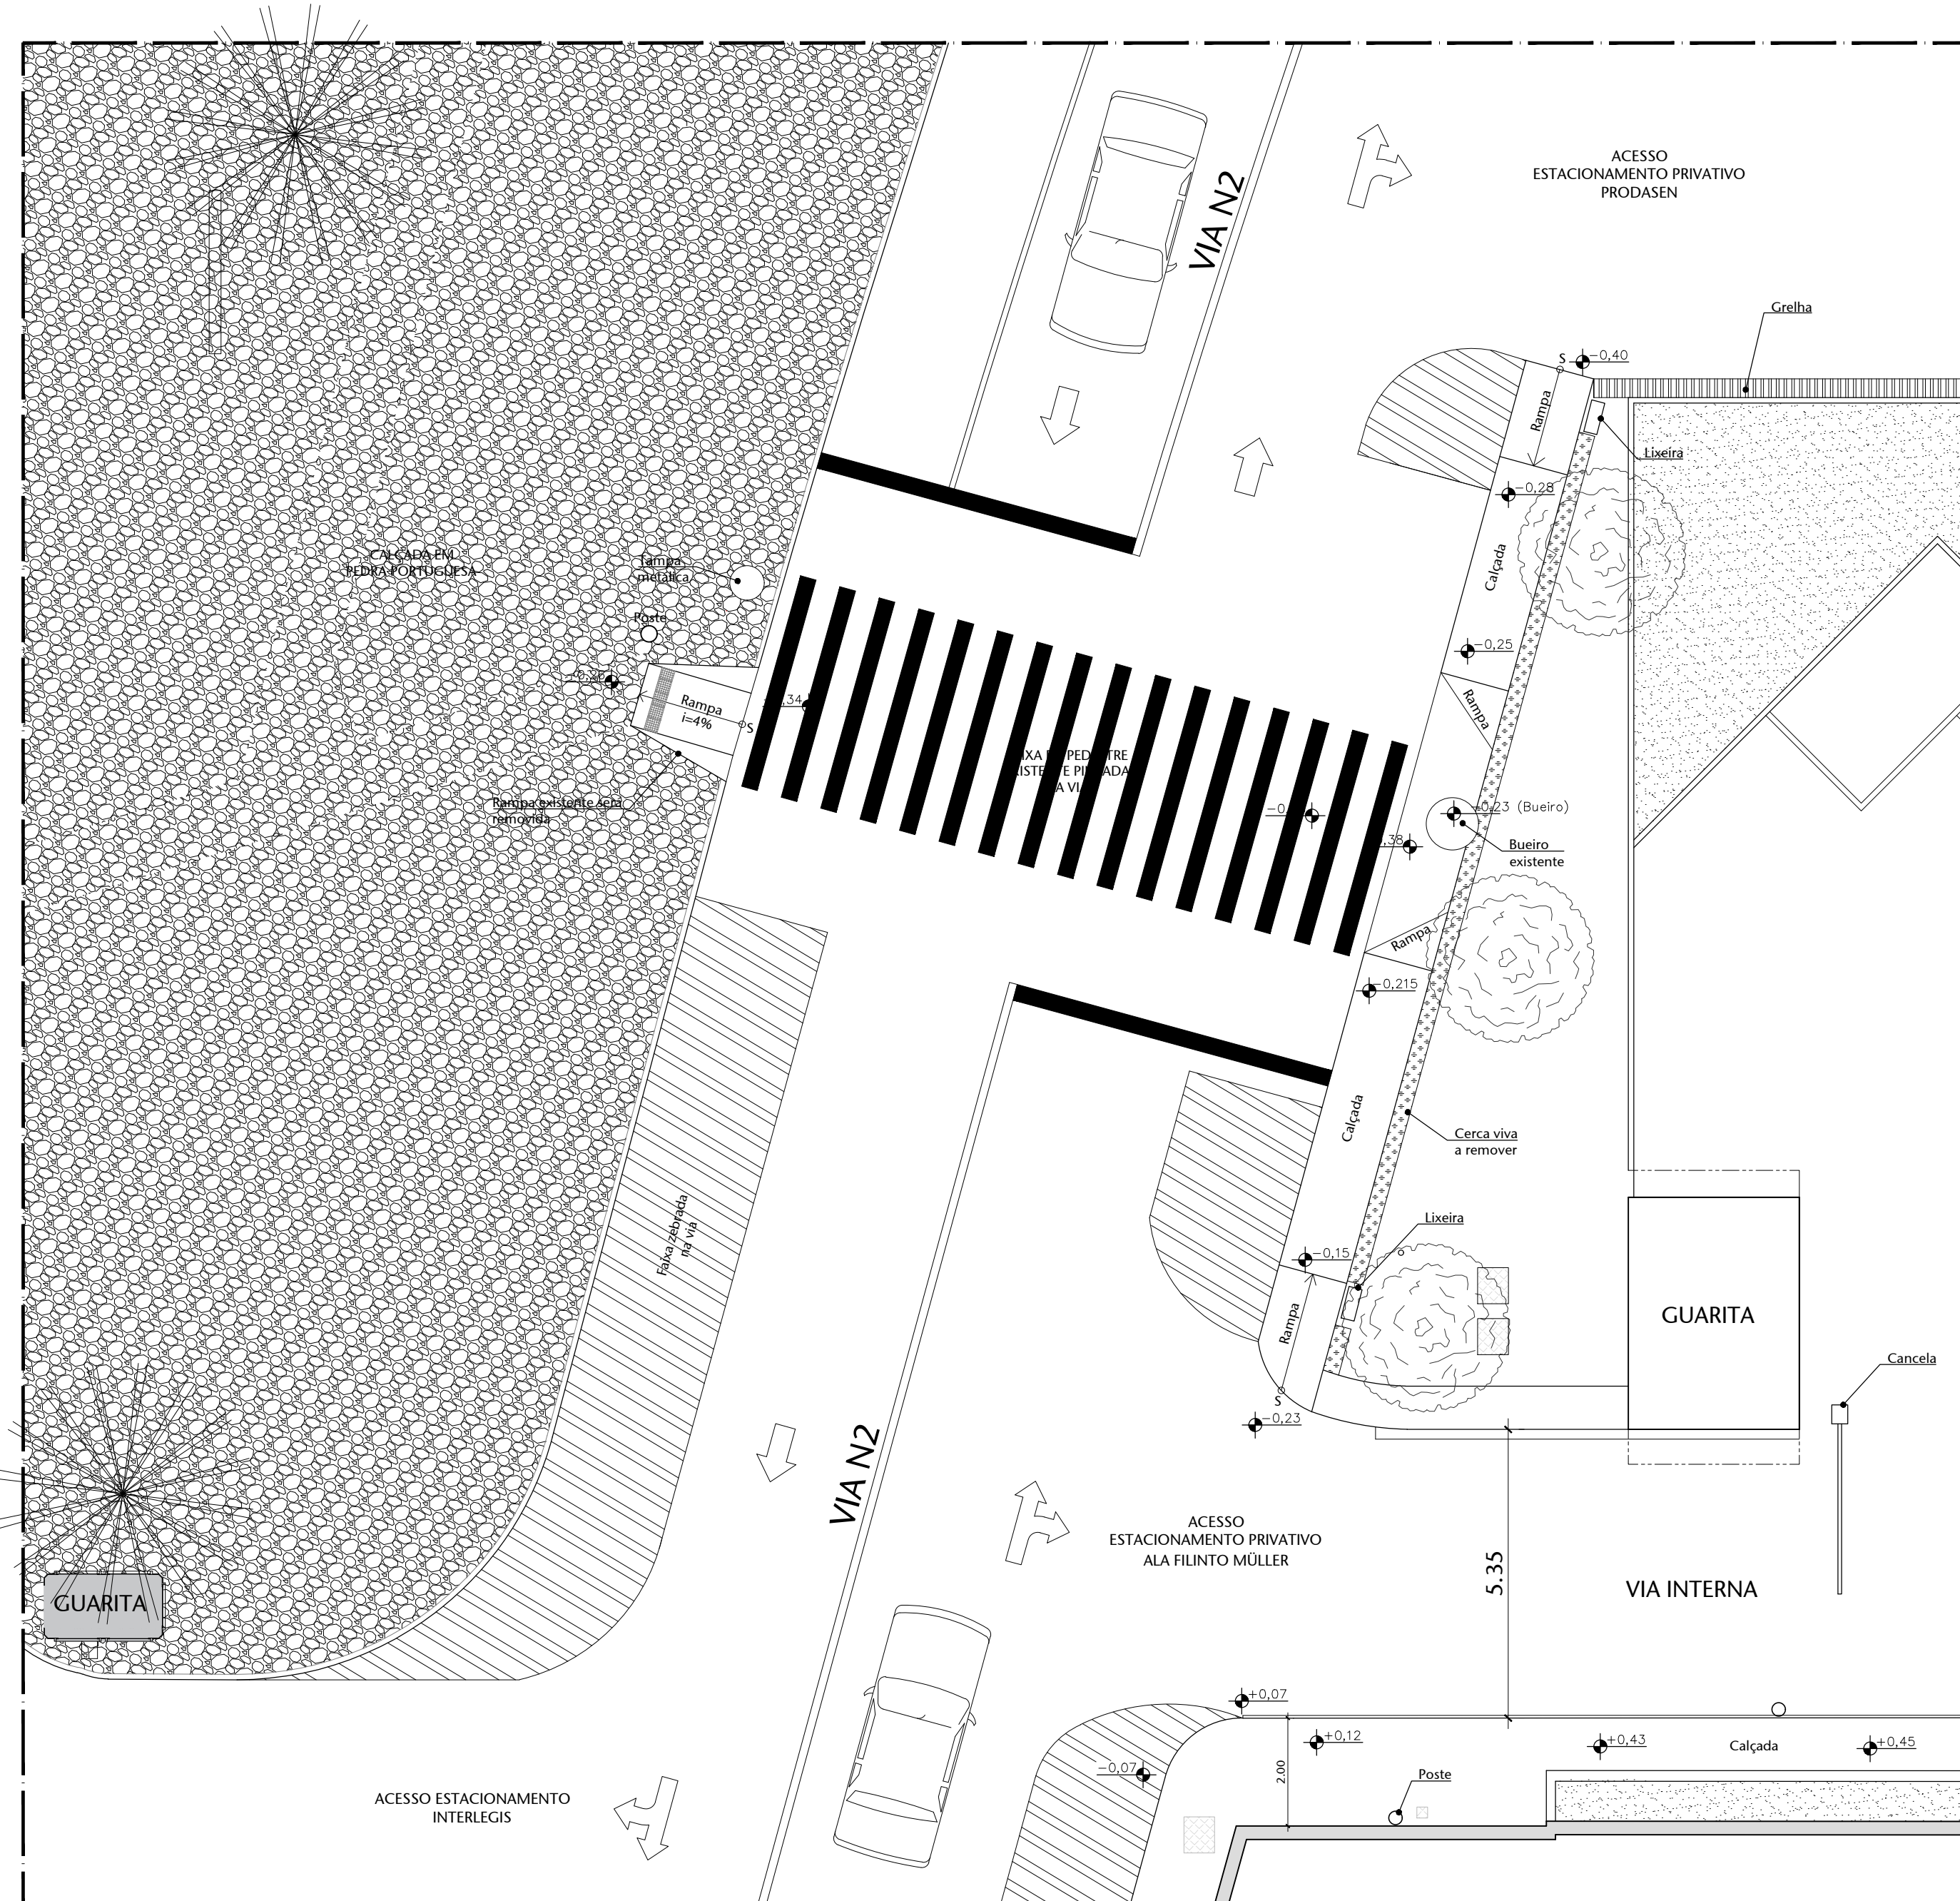 VIA N2
ACESSO
ESTACIONAMENTO PRIVATIVO
PRODASEN
Grelha
S
-0,40
Rampa
Lixeira
-0,28
Calçada
CALÇADA EM
PEDRA PORTUGUESA
Tampa
metálica
Poste
-0,25
Rampa
Rampa
i=4%
S
Rampa existente será
removida
-0,23 (Bueiro)
Bueiro
existente
Rampa
-0,215
Calçada
Cerca viva
a remover
Faixa zebrada
na via
Lixeira
-0,15
Rampa
S
-0,23
GUARITA
Cancela
VIA N2
ACESSO
ESTACIONAMENTO PRIVATIVO
ALA FILINTO MÜLLER
5.35
VIA INTERNA
GUARITA
+0,07
+0,12
+0,43
Calçada
+0,45
-0,07
2.00
Poste
ACESSO ESTACIONAMENTO
INTERLEGIS